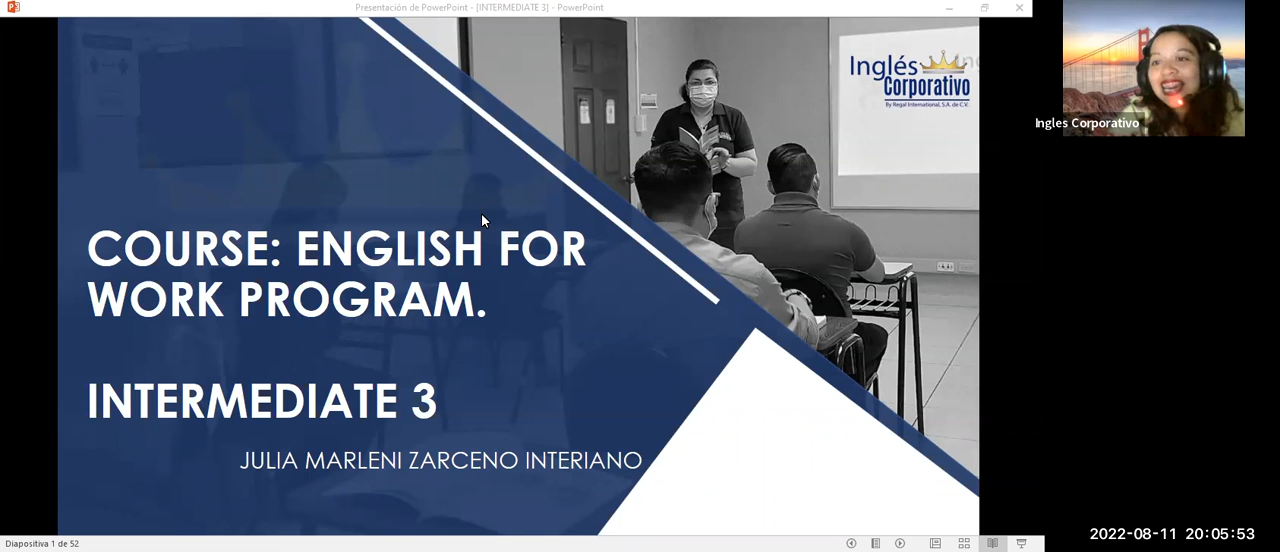 Presentación de PowerPoint - [INTERMEDIATE 3] - PowerPoint
Inglés
Corporativo
By Regal International, S.A. de C.V.
Ingles Corporativo
COURSE: ENGLISH FOR
WORK PROGRAM.
INTERMEDIATE 3
JULIA MARLENI ZARCENO INTERIANO
Diapositiva 1 de 52
2022-08-11 20:05:53